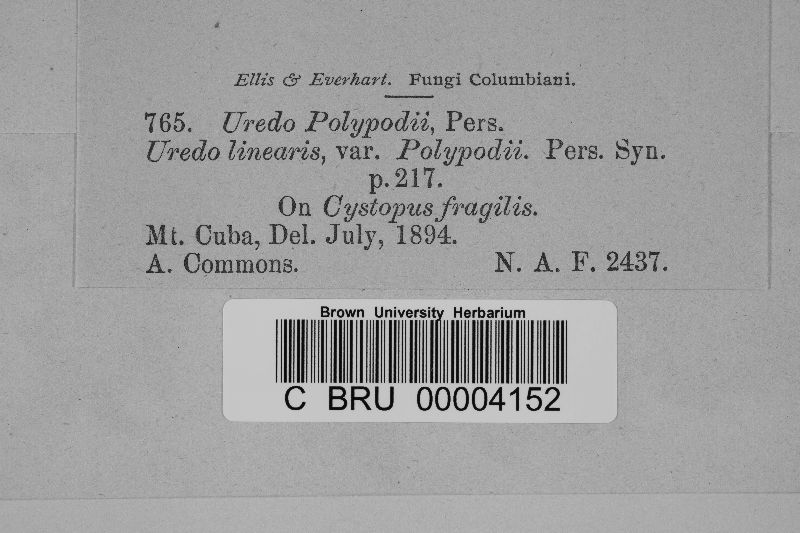 Ellis & Everhart. Fungi Columbiani.
765. Uredo Polypodii, Pers.
Uredo linearis, var. Polypodii. Pers. Syn.
p. 217.
On Cystopus fragilis.
Mt. Cuba, Del. July, 1894.
A. Commons. N. A. F. 2437.
Brown University Herbarium
C BRU 00004152